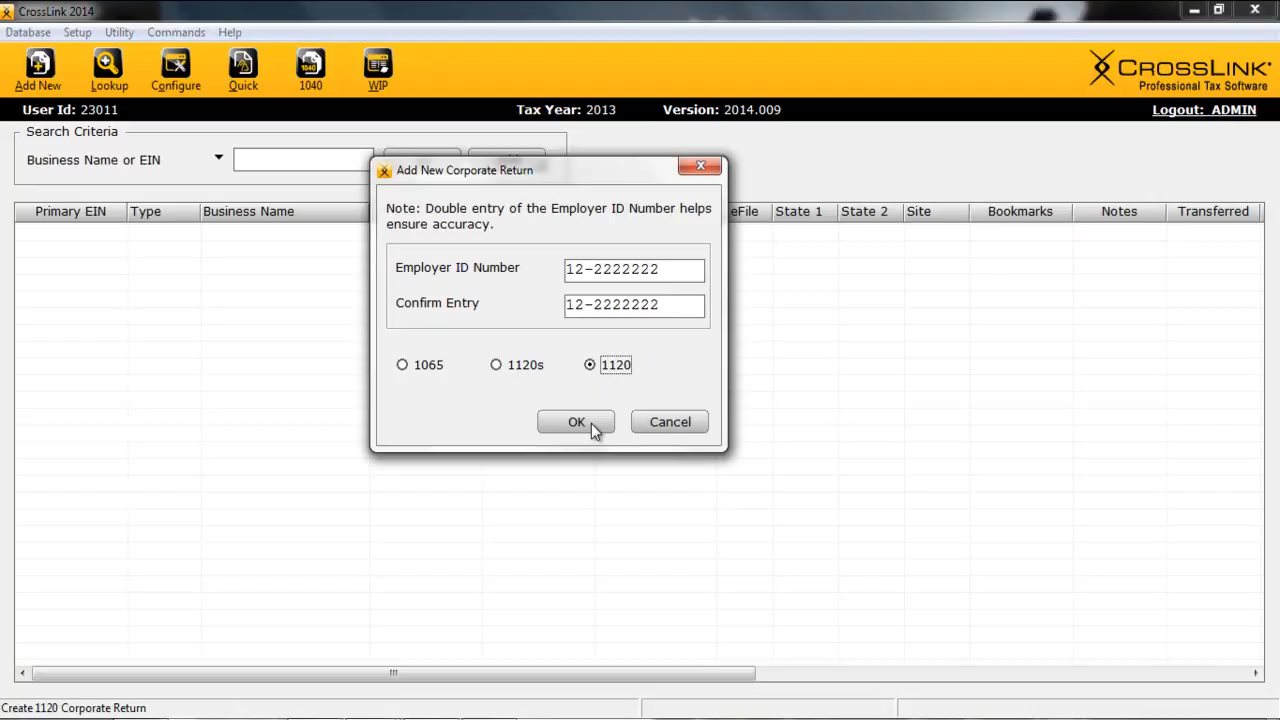 CrossLink 2014
Database Setup Utility Commands Help
Add New Lookup Configure Quick 1040 WIP
1040
CROSSLINK
Professional Tax Software
User Id: 23011 Tax Year: 2013 Version: 2014.009 Logout: ADMIN
Search Criteria
Business Name or EIN
Primary EIN Type Business Name eFile State 1 State 2 Site Bookmarks Notes Transferred
Add New Corporate Return
Note: Double entry of the Employer ID Number helps
ensure accuracy.
Employer ID Number 12-2222222
Confirm Entry 12-2222222
1065 1120s 1120
OK Cancel
Create 1120 Corporate Return